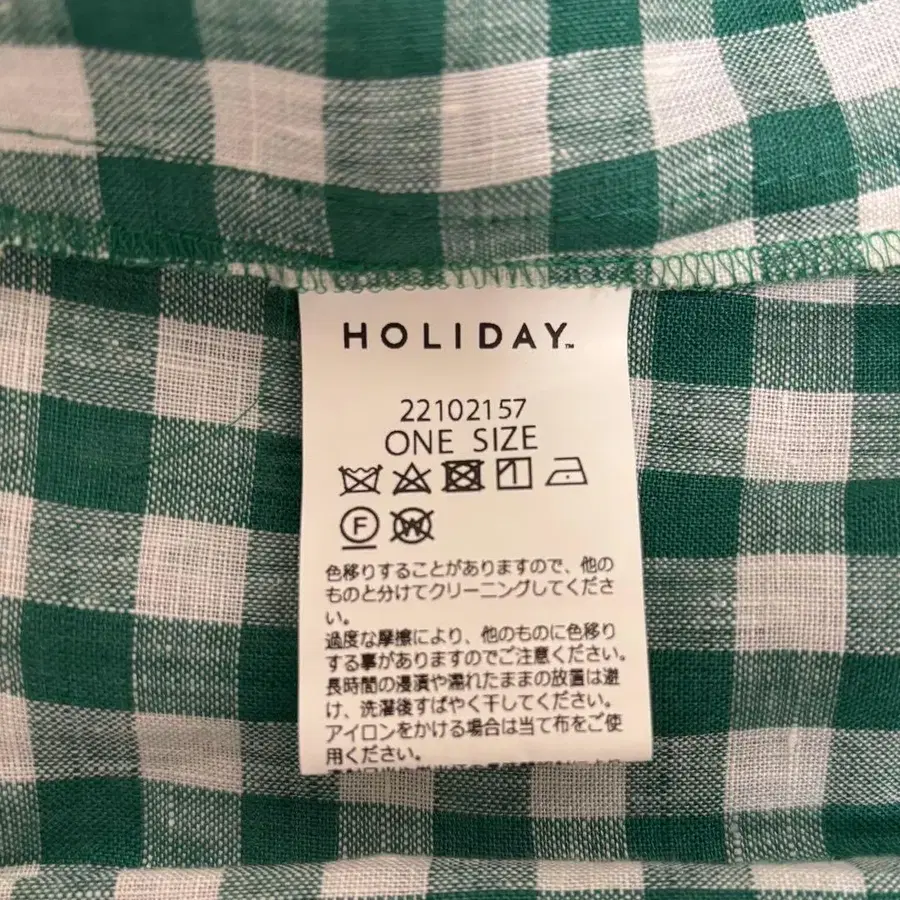 HOLIDAY™
22102157
ONE SIZE
F W
色移りすることがありますので、他の
ものと分けてクリーニングしてくださ
い。
過度な摩擦により、他のものに色移り
する事がありますのでご注意ください。
長時間の浸漬や濡れたままの放置は避
け、洗濯後すばやく干してください。
アイロンをかける場合は当て布をご使
用ください。